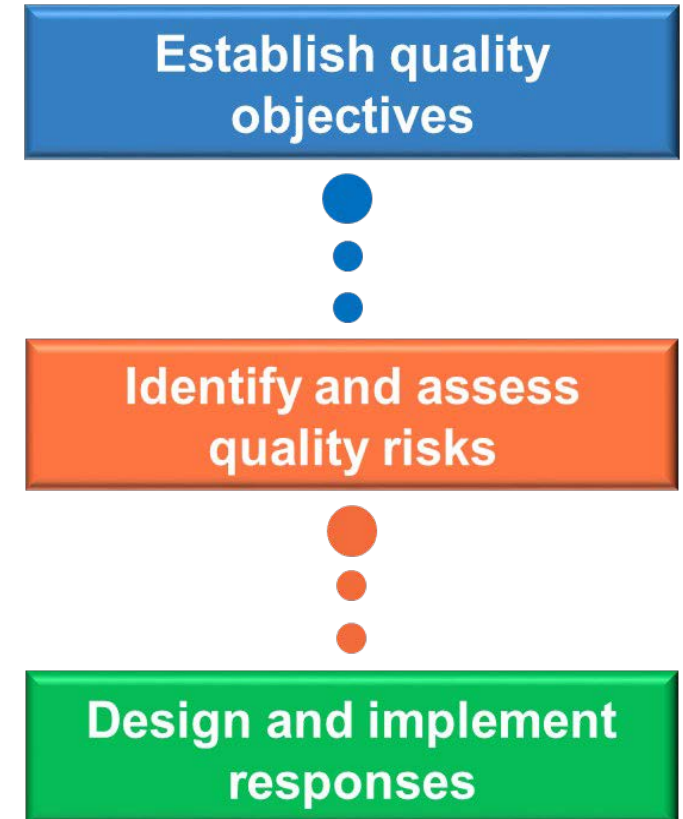 Establish quality
objectives
Identify and assess
quality risks
Design and implement
responses